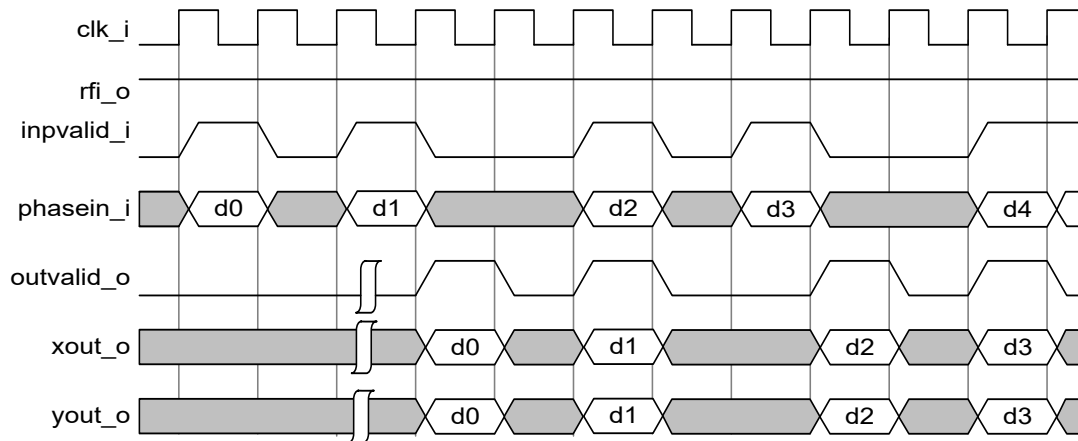 clk_i
rfi_o
inpvalid_i
phasein_i d0 d1 d2 d3 d4
outvalid_o
xout_o d0 d1 d2 d3
yout_o d0 d1 d2 d3